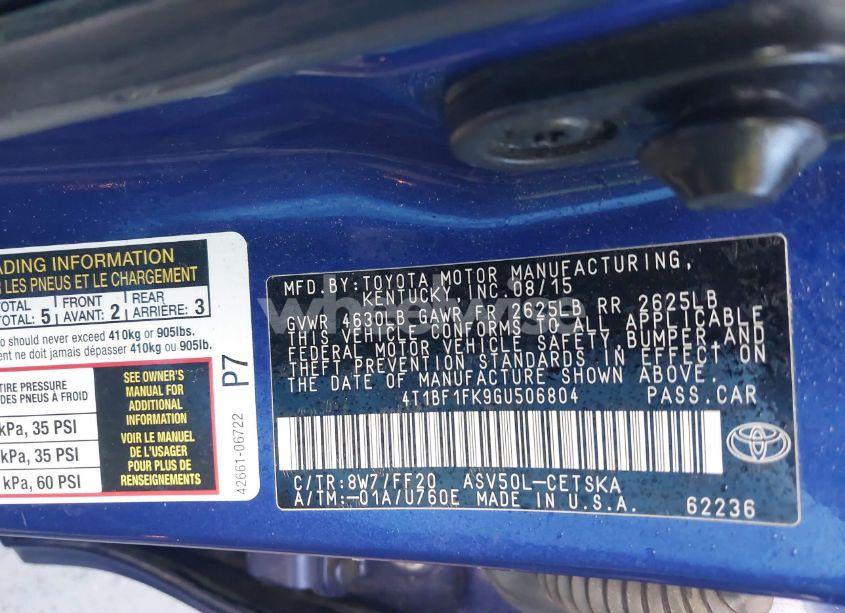 ADING INFORMATION
R LES PNEUS ET LE CHARGEMENT
OTAL
TOTAL: 5
FRONT
AVANT: 2
REAR
ARRIÈRE: 3
o should never exceed 410kg or 905lbs.
ent ne doit jamais dépasser 410kg ou 905lb.
TIRE PRESSURE
DES PNEUS À FROID
kPa, 35 PSI
kPa, 35 PSI
kPa, 60 PSI
SEE OWNER'S
MANUAL FOR
ADDITIONAL
INFORMATION
VOIR LE MANUEL
DE L'USAGER
POUR PLUS DE
RENSEIGNEMENTS
P7
42661-06722
MFD. BY: TOYOTA MOTOR MANUFACTURING,
KENTUCKY, INC. 08/15
GVWR 4630LB GAWR FR 2625LB RR 2625LB
THIS VEHICLE CONFORMS TO ALL APPLICABLE
FEDERAL MOTOR VEHICLE SAFETY, BUMPER, AND
THEFT PREVENTION STANDARDS IN EFFECT ON
THE DATE OF MANUFACTURE SHOWN ABOVE.
4T1BF1FK9GU506804 PASS. CAR
C/TR: 8W7/FF20 ASV50L-CETSKA
A/TM: -01A/U760E MADE IN U.S.A.
62236